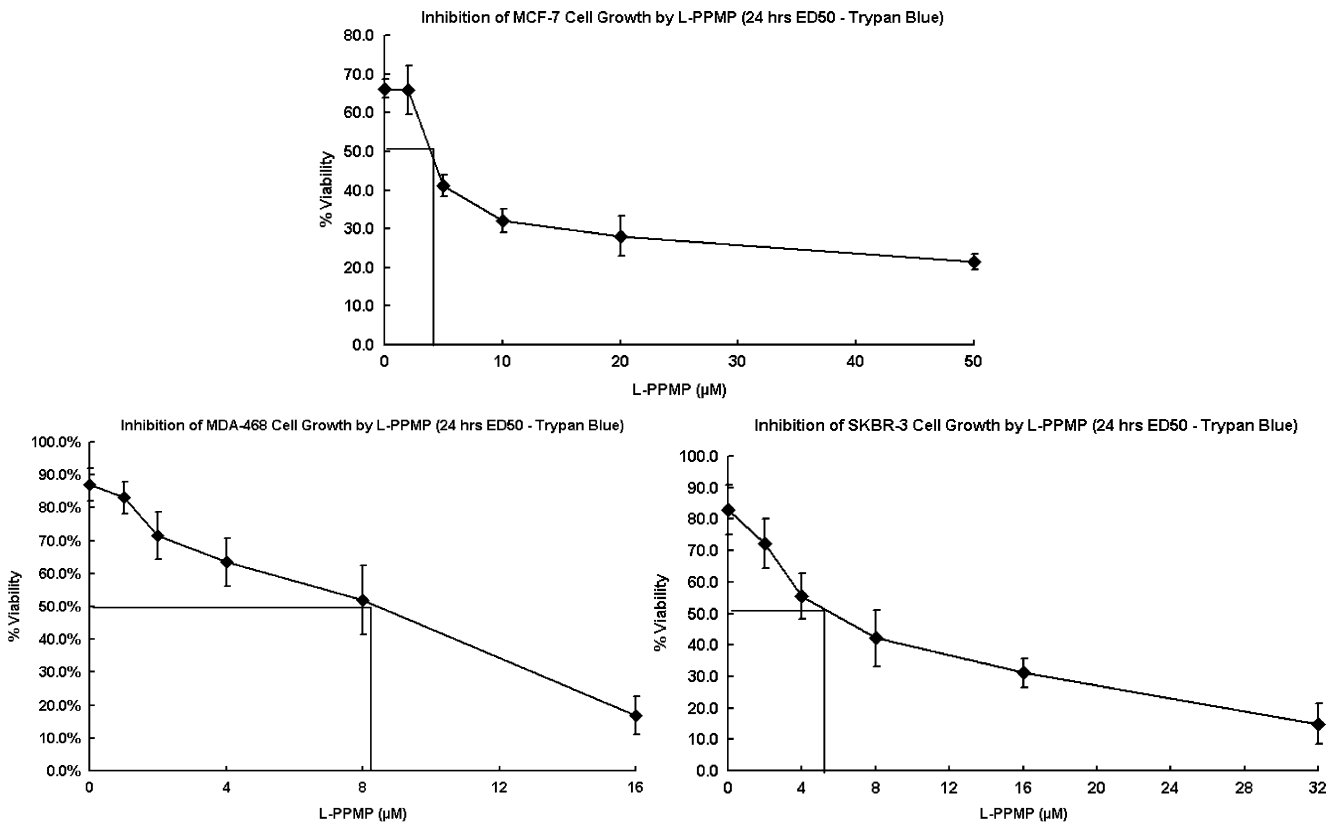 Inhibition of MCF-7 Cell Growth by L-PPMP (24 hrs ED50 - Trypan Blue)
80.0
70.0
60.0
50.0
40.0
30.0
20.0
10.0
0.0
% Viability
0 10 20 30 40 50
L-PPMP (µM)
Inhibition of MDA-468 Cell Growth by L-PPMP (24 hrs ED50 - Trypan Blue)
100.0%
90.0%
80.0%
70.0%
60.0%
50.0%
40.0%
30.0%
20.0%
10.0%
0.0%
% Viability
0 4 8 12 16
L-PPMP (µM)
Inhibition of SKBR-3 Cell Growth by L-PPMP (24 hrs ED50 - Trypan Blue)
100.0
90.0
80.0
70.0
60.0
50.0
40.0
30.0
20.0
10.0
0.0
% Viability
0 4 8 12 16 20 24 28 32
L-PPMP (µM)